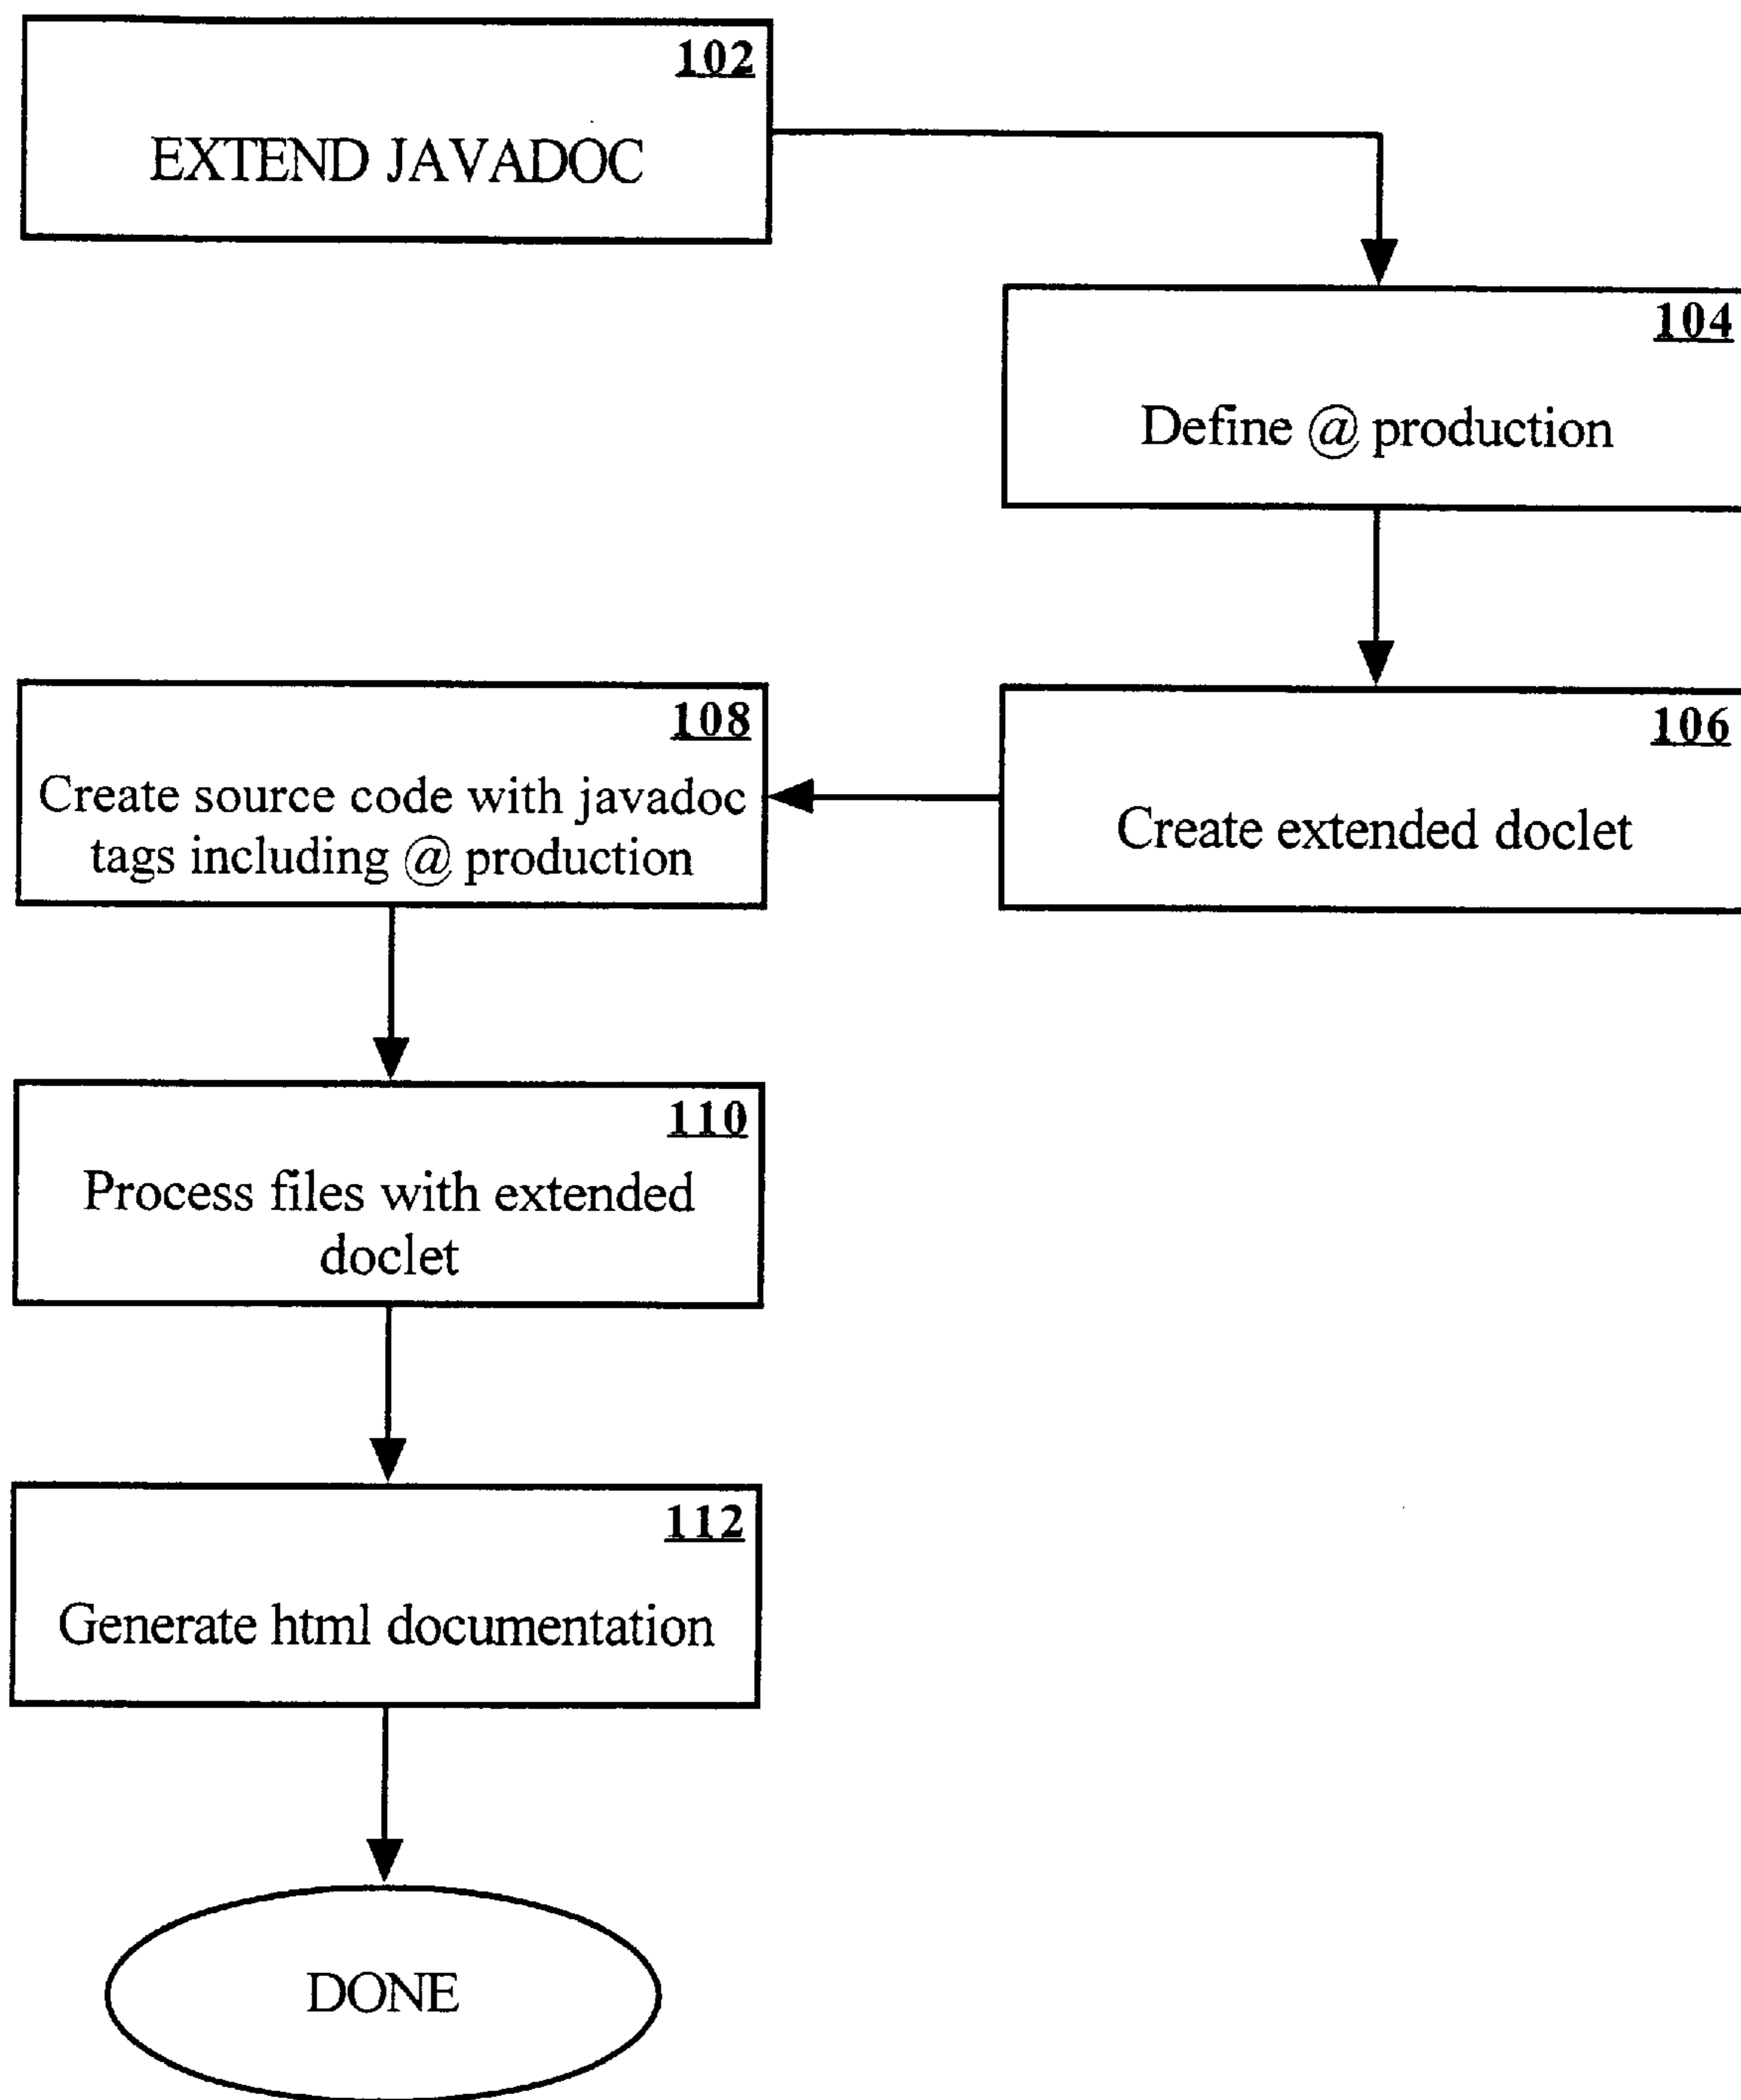 102
EXTEND JAVADOC
104
Define @ production
106
Create extended doclet
108
Create source code with javadoc
tags including @ production
110
Process files with extended
doclet
112
Generate html documentation
DONE